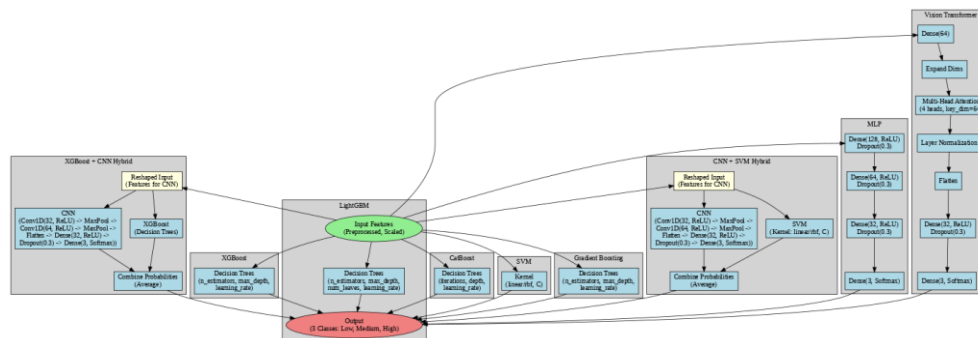 Vision Transformer
Dense(64)
Expand Dims
Multi-Head Attention
(4 heads, key_dim=64
Layer Normalization
Flatten
Dense(32, ReLU)
Dropout(0.3)
Dense(3, Softmax)
MLP
Dense(128, ReLU)
Dropout(0.3)
Dense(64, ReLU)
Dropout(0.3)
Dense(32, ReLU)
Dropout(0.3)
Dense(3, Softmax)
XGBoost + CNN Hybrid
Reshaped Input
(Features for CNN)
CNN
(Conv1D(32, ReLU) -> MaxPool ->
Conv1D(64, ReLU) -> MaxPool ->
Flatten -> Dense(32, ReLU) ->
Dropout(0.3) -> Dense(3, Softmax))
XGBoost
(Decision Trees)
Combine Probabilities
(Average)
CNN + SVM Hybrid
Reshaped Input
(Features for CNN)
CNN
(Conv1D(32, ReLU) -> MaxPool ->
Conv1D(64, ReLU) -> MaxPool ->
Flatten -> Dense(32, ReLU) ->
Dropout(0.3) -> Dense(3, Softmax))
SVM
(Kernel: linear/rbf, C)
Combine Probabilities
(Average)
LightGBM
Input Features
(Preprocessed, Scaled)
XGBoost
Decision Trees
(n_estimators, max_depth,
learning_rate)
Decision Trees
(n_estimators, max_depth,
num_leaves, learning_rate)
CatBoost
Decision Trees
(iterations, depth,
learning_rate)
SVM
Kernel
(linear/rbf, C)
Gradient Boosting
Decision Trees
(n_estimators, max_depth,
learning_rate)
Output
(3 Classes: Low, Medium, High)